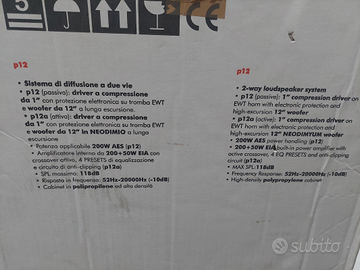 5
CE
p12
• Sistema di diffusione a due vie
• p12 (passivo): driver a compressione
da 1" con protezione elettronica su tromba EWT
e woofer da 12" a lunga
escursione
• p12a (attivo): driver a compressione
da 1" con protezione elettronica su tromba EWT
e woofer da 12" in NEODIMIO a lunga
escursione
• Potenza applicabile 200W AES (p12)
• Amplificatore interno da 200+50W EIA con
crossover attivo, 4 PRESETS di equalizzazione
e circuito di anti-clipping (p12a)
• SPL massimo: 118dB
• Risposta in frequenza: 52Hz-20000Hz (-10dB)
• Cabinet in polipropilene ad alta densità
p12
• 2-way loudspeaker system
• p12 (passive): 1" compression driver on
EWT horn with electronic protection and
high-excursion 12" woofer
• p12a (active): 1" compression driver on
EWT horn with electronic protection and
high-excursion 12" NEODIMYUM woofer
• 200W AES power handling (p12)
• 200+50W EIA built-in power amplifier with
active crossover, 4 EQ PRESETS and anti-clipping
circuit (p12a)
• MAX SPL: 118dB
• Frequency Response: 52Hz-20000Hz (-10dB)
• High-density polypropylene cabinet
subito